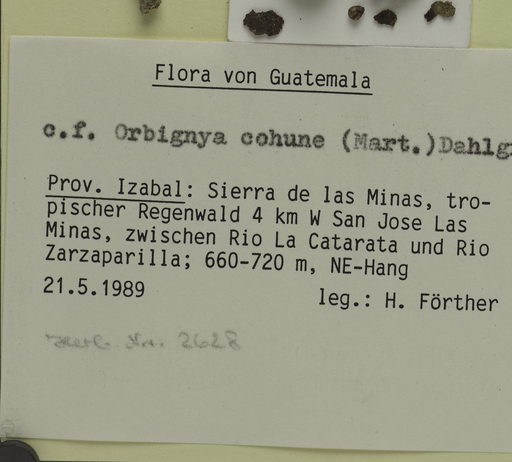 Flora von Guatemala
c.f. Orbignya cohune (Mart.)Dahlg
Prov. Izabal: Sierra de las Minas, tro-
pischer Regenwald 4 km W San Jose Las
Minas, zwischen Rio La Catarata und Rio
Zarzaparilla; 660-720 m, NE-Hang
21.5.1989
leg.: H. Förther
Nr. 2628